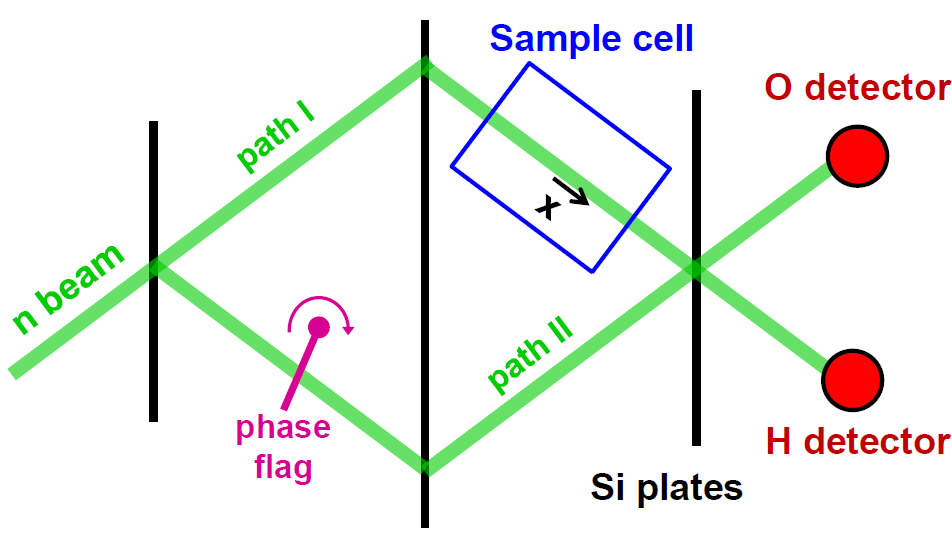 Sample cell
O detector
path I
n beam
x
phase
flag
path II
H detector
Si plates